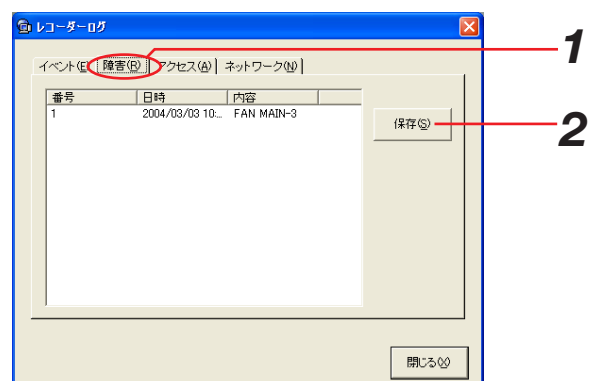 レコーダーログ
1
イベント(E) 障害(R) アクセス(A) ネットワーク(N)
番号 日時 内容
1 2004/03/03 10:... FAN MAIN-3
保存(S)
2
閉じる(X)